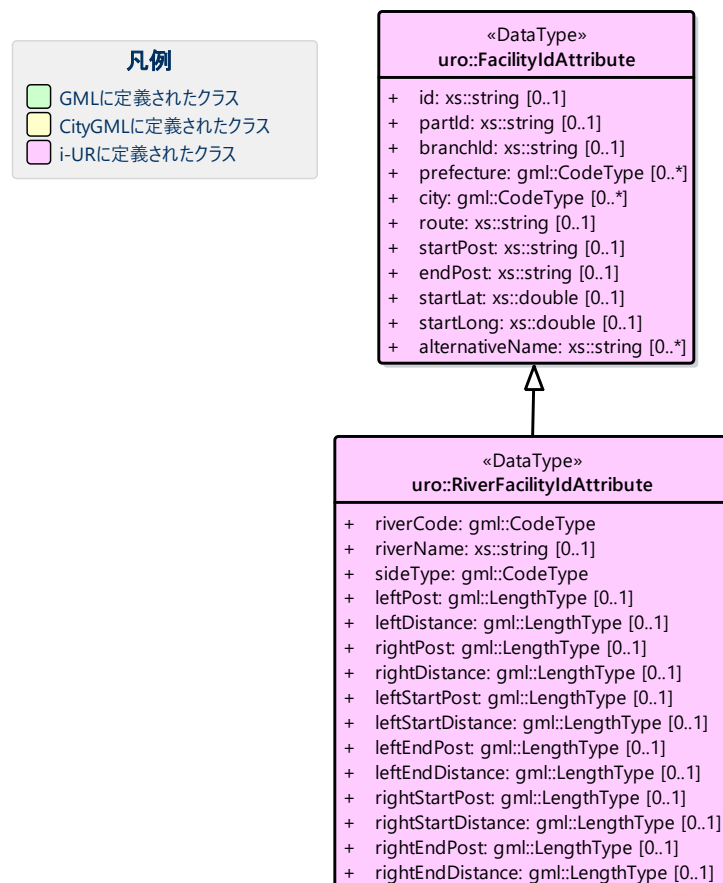 凡例
GMLに定義されたクラス
CityGMLに定義されたクラス
i-URに定義されたクラス
«DataType»
uro::FacilityIdAttribute
+ id: xs::string [0..1]
+ partId: xs::string [0..1]
+ branchId: xs::string [0..1]
+ prefecture: gml::CodeType [0..*]
+ city: gml::CodeType [0..*]
+ route: xs::string [0..1]
+ startPost: xs::string [0..1]
+ endPost: xs::string [0..1]
+ startLat: xs::double [0..1]
+ startLong: xs::double [0..1]
+ alternativeName: xs::string [0..*]
«DataType»
uro::RiverFacilityIdAttribute
+ riverCode: gml::CodeType
+ riverName: xs::string [0..1]
+ sideType: gml::CodeType
+ leftPost: gml::LengthType [0..1]
+ leftDistance: gml::LengthType [0..1]
+ rightPost: gml::LengthType [0..1]
+ rightDistance: gml::LengthType [0..1]
+ leftStartPost: gml::LengthType [0..1]
+ leftStartDistance: gml::LengthType [0..1]
+ leftEndPost: gml::LengthType [0..1]
+ leftEndDistance: gml::LengthType [0..1]
+ rightStartPost: gml::LengthType [0..1]
+ rightStartDistance: gml::LengthType [0..1]
+ rightEndPost: gml::LengthType [0..1]
+ rightEndDistance: gml::LengthType [0..1]